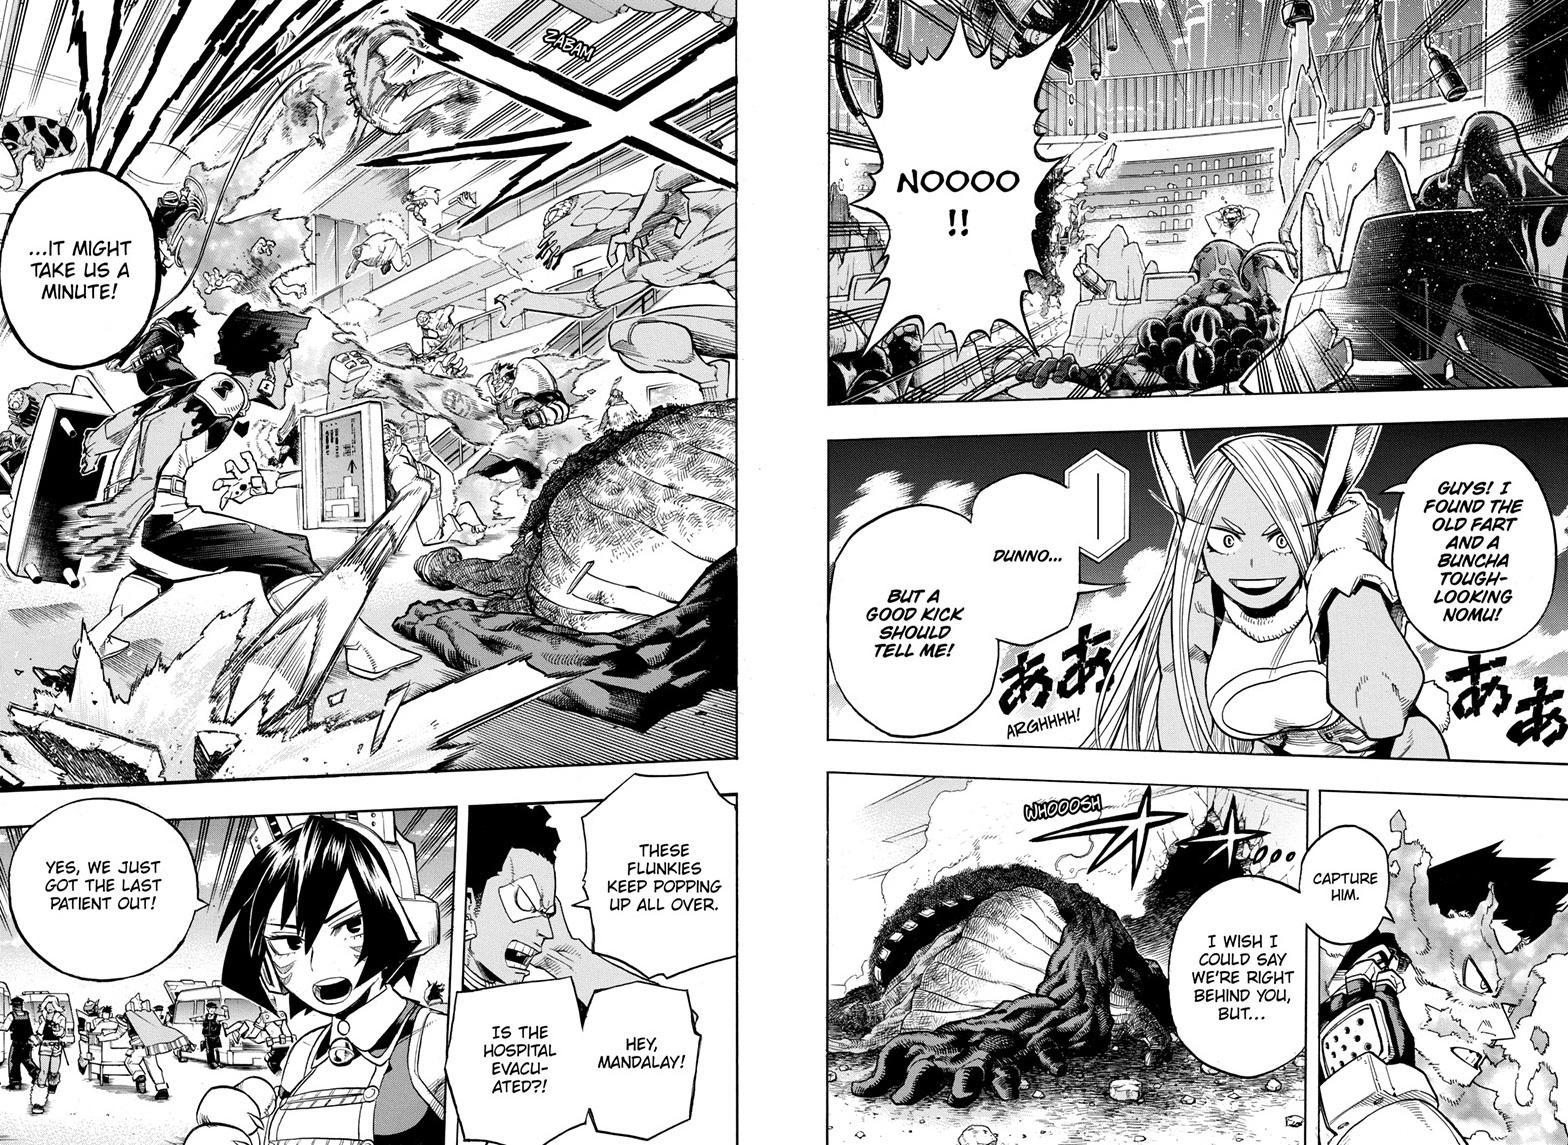 NOOOO
!!
GUYS! I
FOUND THE
OLD FART
AND A
BUNCHA
TOUGH-
LOOKING
NOMU!
DUNNO...
BUT A
GOOD KICK
SHOULD
TELL ME!
ああ
ああ
ARGHHHH!
CAPTURE
HIM.
I WISH I
COULD SAY
WE'RE RIGHT
BEHIND YOU,
BUT...
WHOOOSH
ZABAM
...IT MIGHT
TAKE US A
MINUTE!
THESE
FLUNKIES
KEEP POPPING
UP ALL OVER.
HEY,
MANDALAY!
IS THE
HOSPITAL
EVACU-
ATED?!
YES, WE JUST
GOT THE LAST
PATIENT OUT!